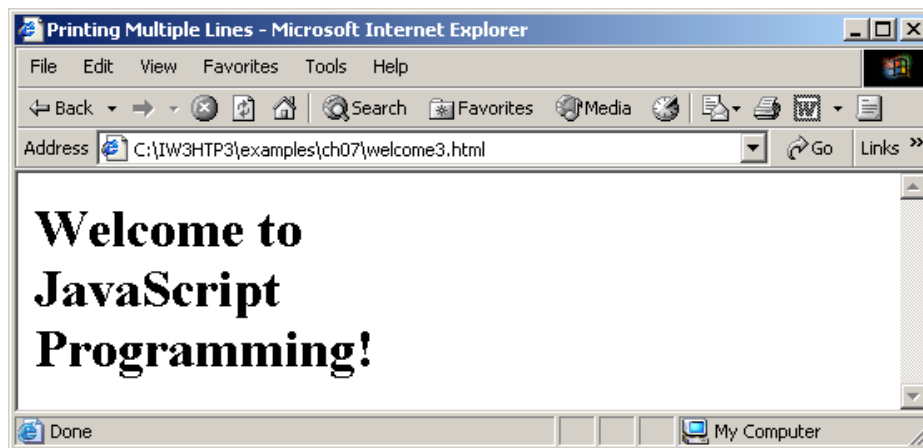 Printing Multiple Lines - Microsoft Internet Explorer
File Edit View Favorites Tools Help
Back Search Favorites Media W
Address C:\IW3HTP3\examples\ch07\welcome3.html Go Links »
Welcome to
JavaScript
Programming!
Done My Computer